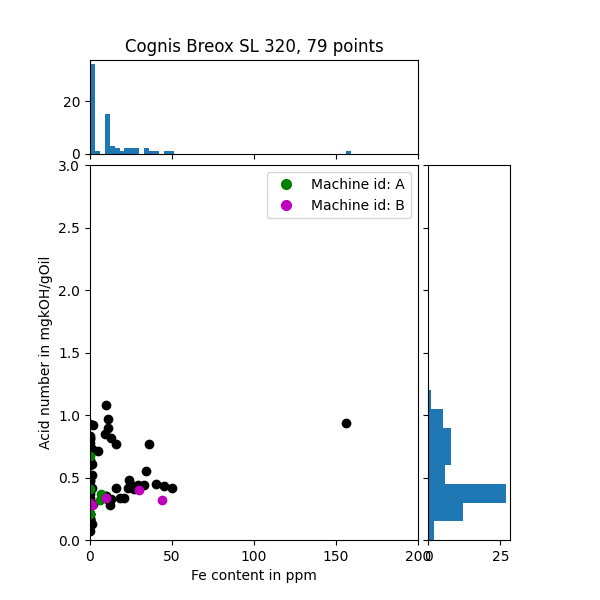 Cognis Breox SL 320, 79 points
20
0
3.0
2.5
2.0
1.5
1.0
0.5
0.0
Acid number in mgkOH/gOil
Machine id: A
Machine id: B
0 50 100 150 200
0 25
Fe content in ppm